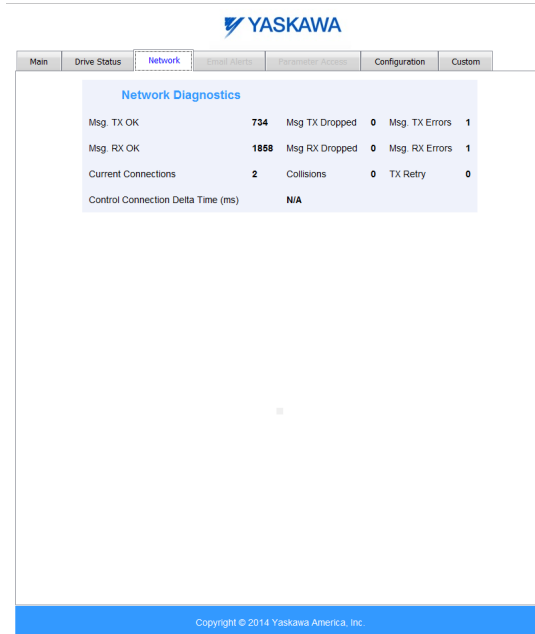 YASKAWA
Main Drive Status Network Email Alerts Parameter Access Configuration Custom
Network Diagnostics
Msg. TX OK 734 Msg TX Dropped 0 Msg. TX Errors 1
Msg. RX OK 1858 Msg RX Dropped 0 Msg. RX Errors 1
Current Connections 2 Collisions 0 TX Retry 0
Control Connection Delta Time (ms) N/A
Copyright © 2014 Yaskawa America, Inc.